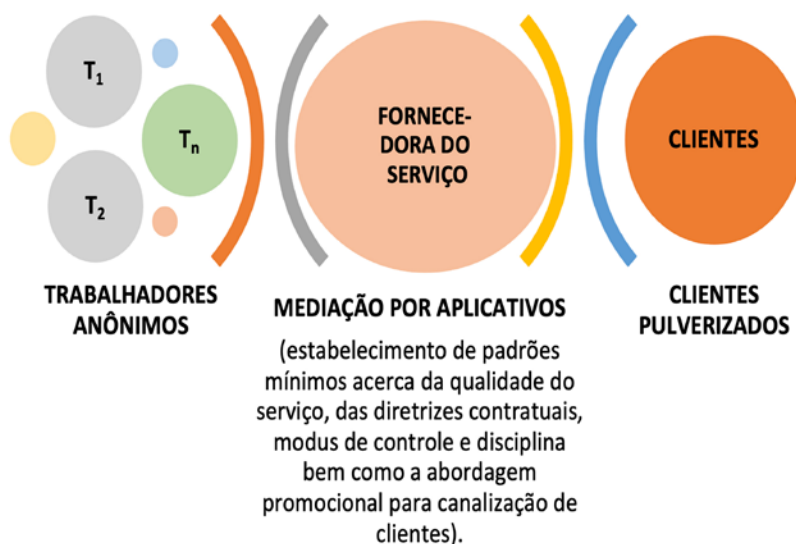 T1
Tn
T2
FORNECE-
DORA DO
SERVIÇO
CLIENTES
TRABALHADORES
ANÔNIMOS
MEDIAÇÃO POR APLICATIVOS
(estabelecimento de padrões
mínimos acerca da qualidade do
serviço, das diretrizes contratuais,
modus de controle e disciplina
bem como a abordagem
promocional para canalização de
clientes).
CLIENTES
PULVERIZADOS